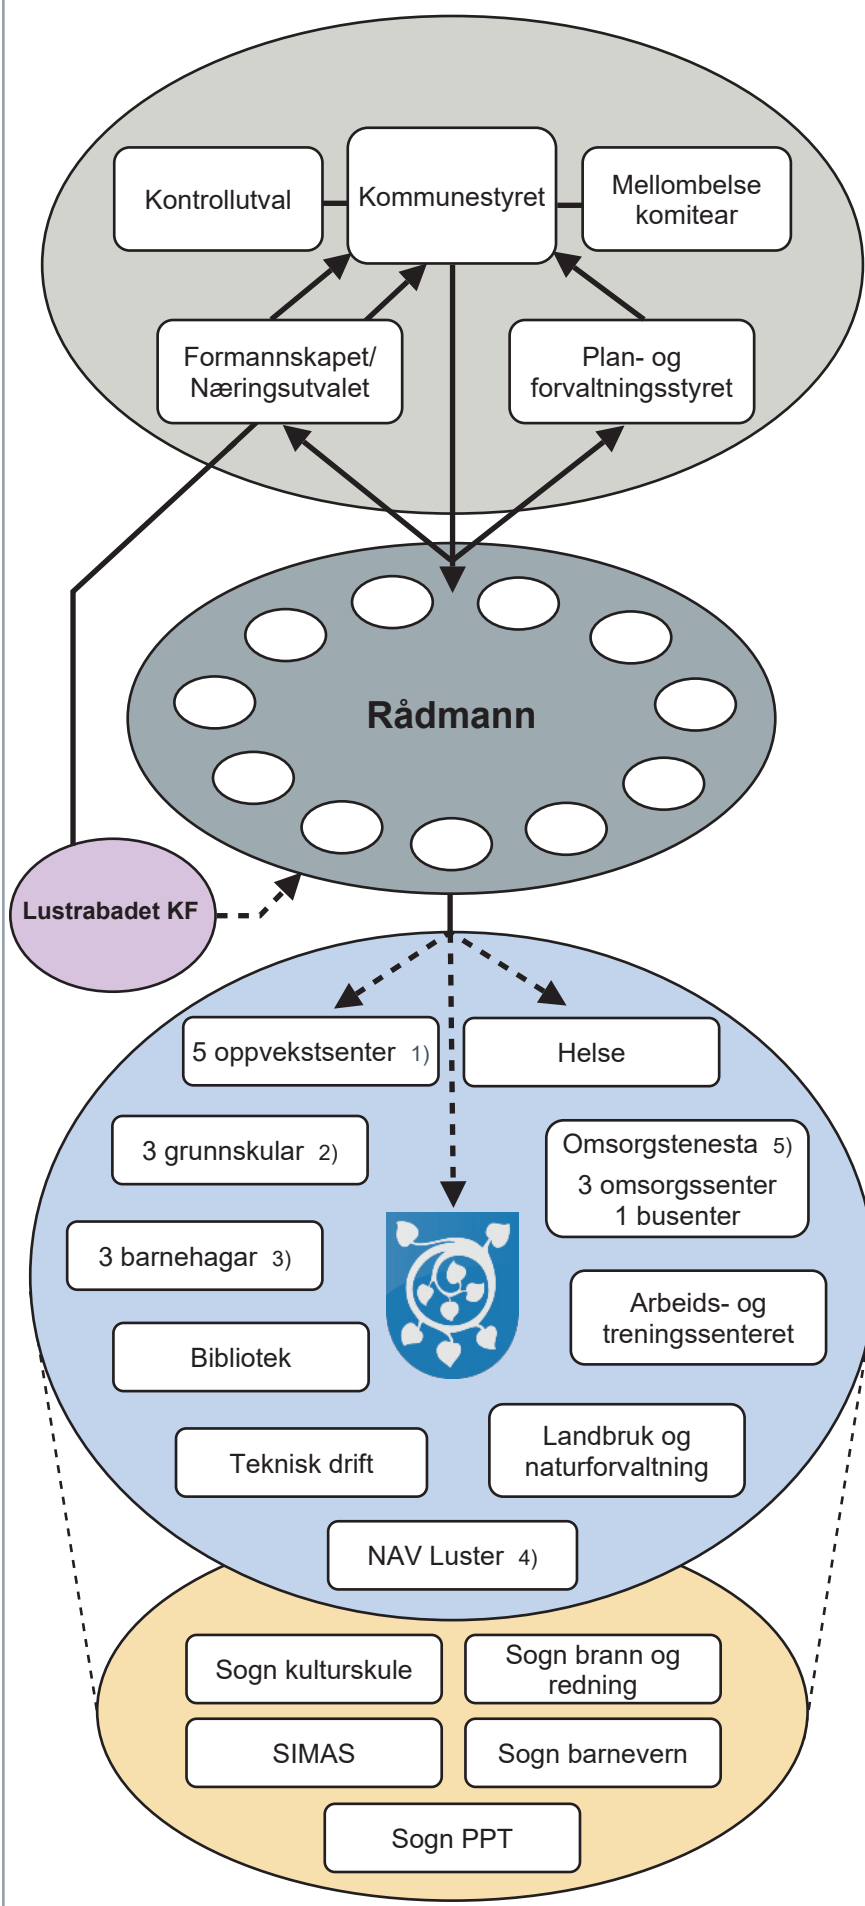 Kontrollutval
Kommunestyret
Mellombelse
komitear
Formannskapet/
Næringsutvalet
Plan- og
forvaltningsstyret
Rådmann
Lustrabadet KF
5 oppvekstsenter 1)
Helse
3 grunnskular 2)
Omsorgstenesta 5)
3 omsorgssenter
1 busenter
3 barnehagar 3)
Arbeids- og
treningssenteret
Bibliotek
Landbruk og
naturforvaltning
Teknisk drift
NAV Luster 4)
Sogn kulturskule
Sogn brann og
redning
SIMAS
Sogn barnevern
Sogn PPT